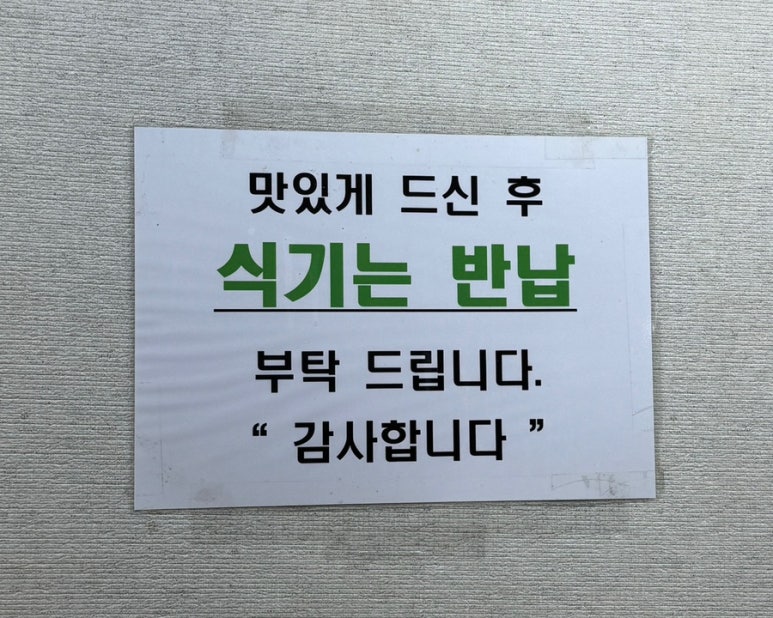 맛있게 드신 후
식기는 반납
부탁 드립니다.
“ 감사합니다 ”